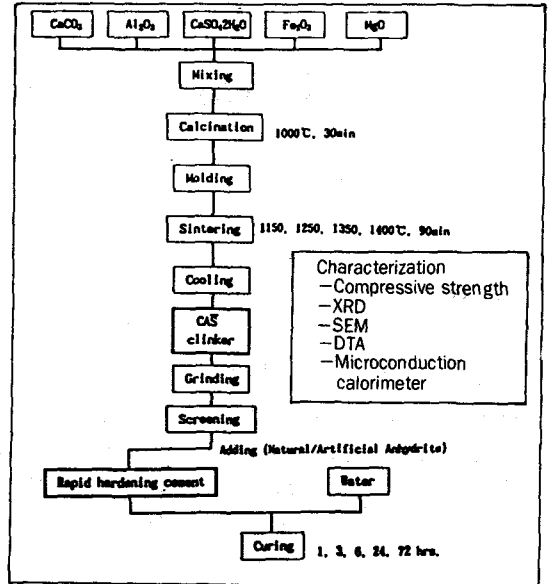 CaCO₃ Al₂O₃ CaSO₄2H₂O Fe₂O₃ MgO
Mixing
Calcination 1000℃, 30min
Molding
Sintering 1150, 1250, 1350, 1400℃, 90min
Cooling
Characterization
—Compressive strength
—XRD
—SEM
—DTA
—Microconduction
calorimeter
CAS̄
clinker
Grinding
Screening
Adding (Natural/Artificial Anhydrite)
Rapid hardening cement Water
Curing 1, 3, 6, 24, 72 hrs.